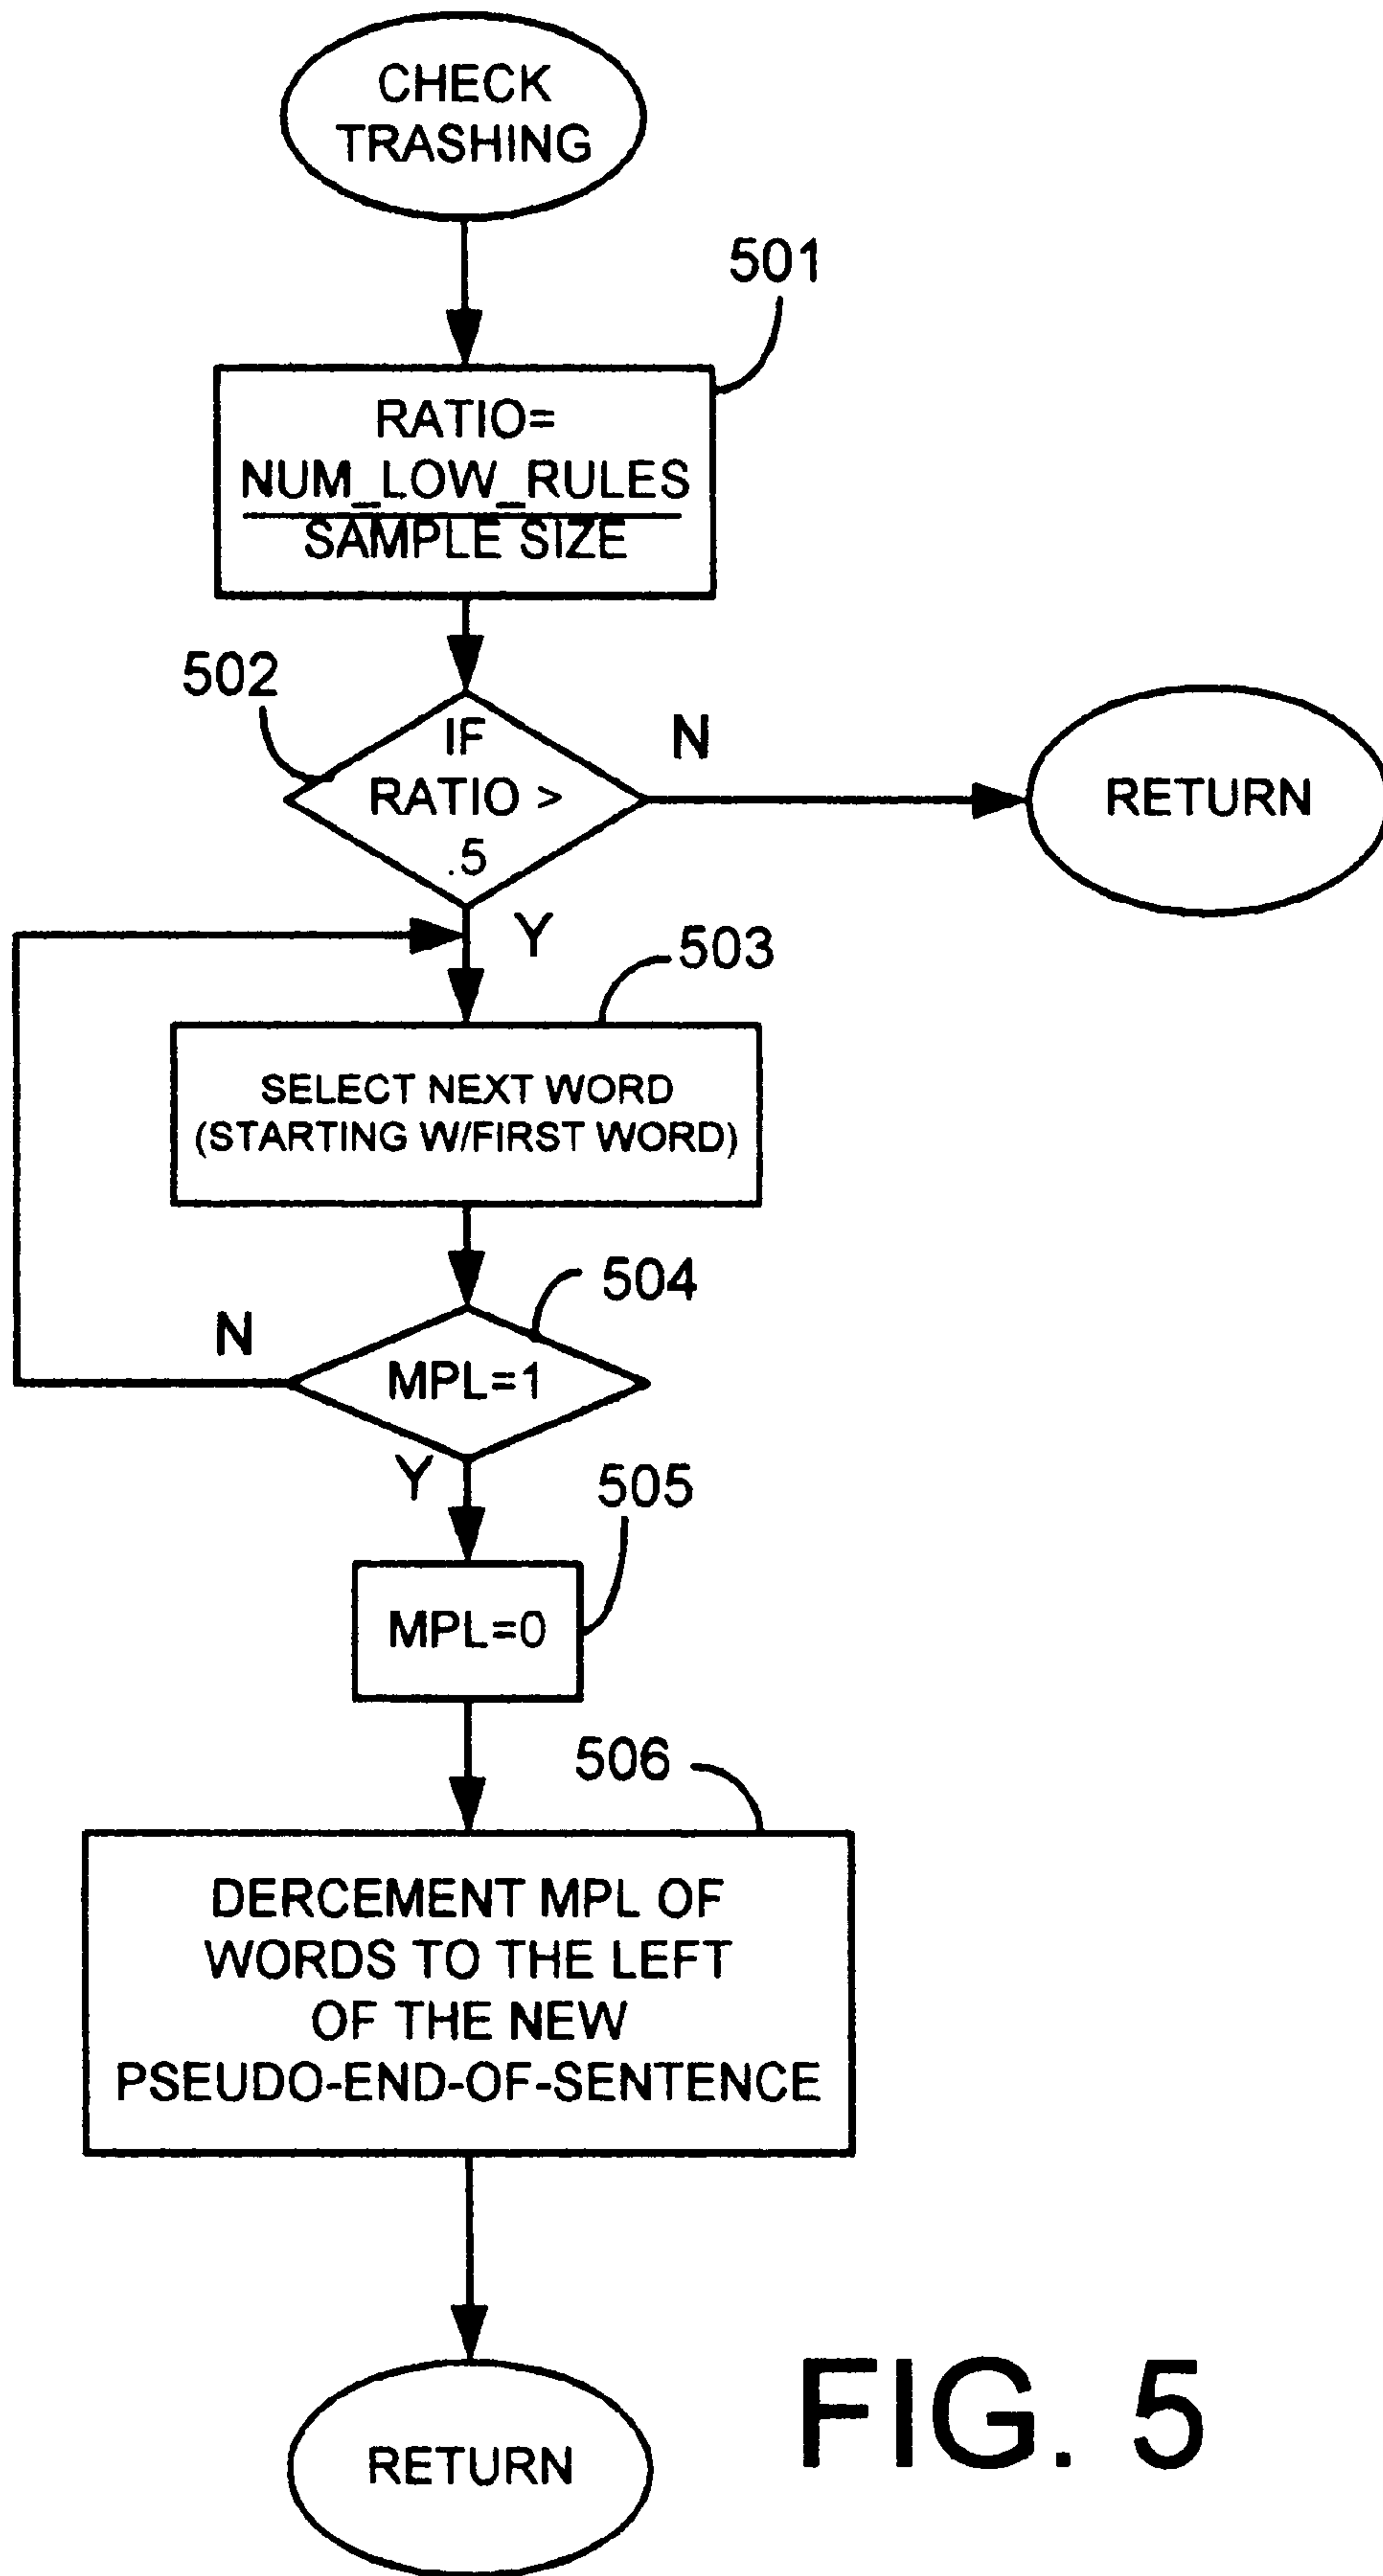 CHECK
TRASHING
501
RATIO=
NUM_LOW_RULES
SAMPLE SIZE
502
IF
RATIO >
.5
N
RETURN
Y
503
SELECT NEXT WORD
(STARTING W/FIRST WORD)
504
N
MPL=1
Y
505
MPL=0
506
DERCEMENT MPL OF
WORDS TO THE LEFT
OF THE NEW
PSEUDO-END-OF-SENTENCE
RETURN
FIG. 5